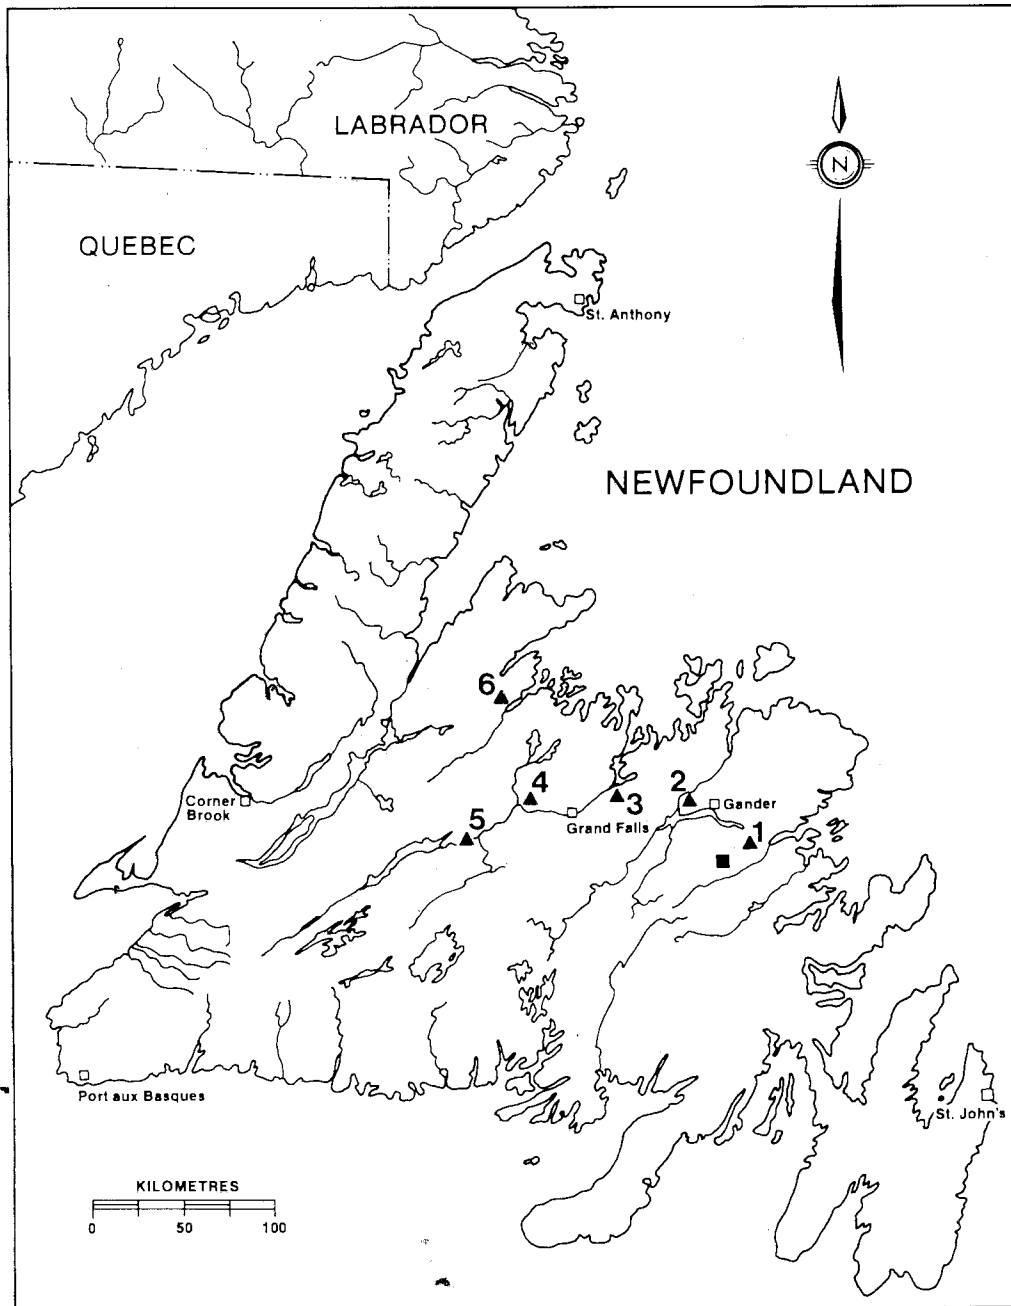 LABRADOR
N
QUEBEC
St. Anthony
NEWFOUNDLAND
6
4
2
Corner
Brook
3
Gander
5
Grand Falls
1
Port aux Basques
St. John's
KILOMETRES
0 50 100